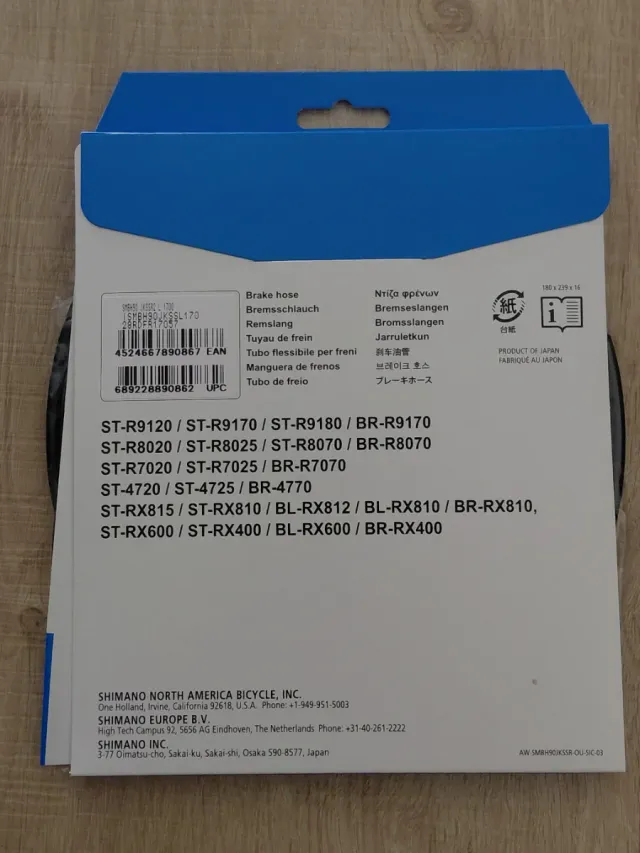 180 x 239 x 16
SMBH90 JKSSR2 L 1700
ISMBH90JKSSL170
4524667890867 EAN
689228890862 UPC
Brake hose
Bremsschlauch
Remslang
Tuyau de frein
Tubo flessibile per freni
Manguera de frenos
Tubo de freio
Ντίζα φρένων
Bremseslangen
Bromsslangen
Jarruletkun
刹车油管
브레이크 호스
ブレーキホース
紙
台紙
i
PRODUCT OF JAPAN
FABRIQUÉ AU JAPON
ST-R9120 / ST-R9170 / ST-R9180 / BR-R9170
ST-R8020 / ST-R8025 / ST-R8070 / BR-R8070
ST-R7020 / ST-R7025 / BR-R7070
ST-4720 / ST-4725 / BR-4770
ST-RX815 / ST-RX810 / BL-RX812 / BL-RX810 / BR-RX810,
ST-RX600 / ST-RX400 / BL-RX600 / BR-RX400
SHIMANO NORTH AMERICA BICYCLE, INC.
One Holland, Irvine, California 92618, U.S.A. Phone: +1-949-951-5003
SHIMANO EUROPE B.V.
High Tech Campus 92, 5656 AG Eindhoven, The Netherlands Phone: +31-40-261-2222
SHIMANO INC.
3-77 Oimatsu-cho, Sakai-ku, Sakai-shi, Osaka 590-8577, Japan
AW-SMBH90JKSSR-OU-SIC-03